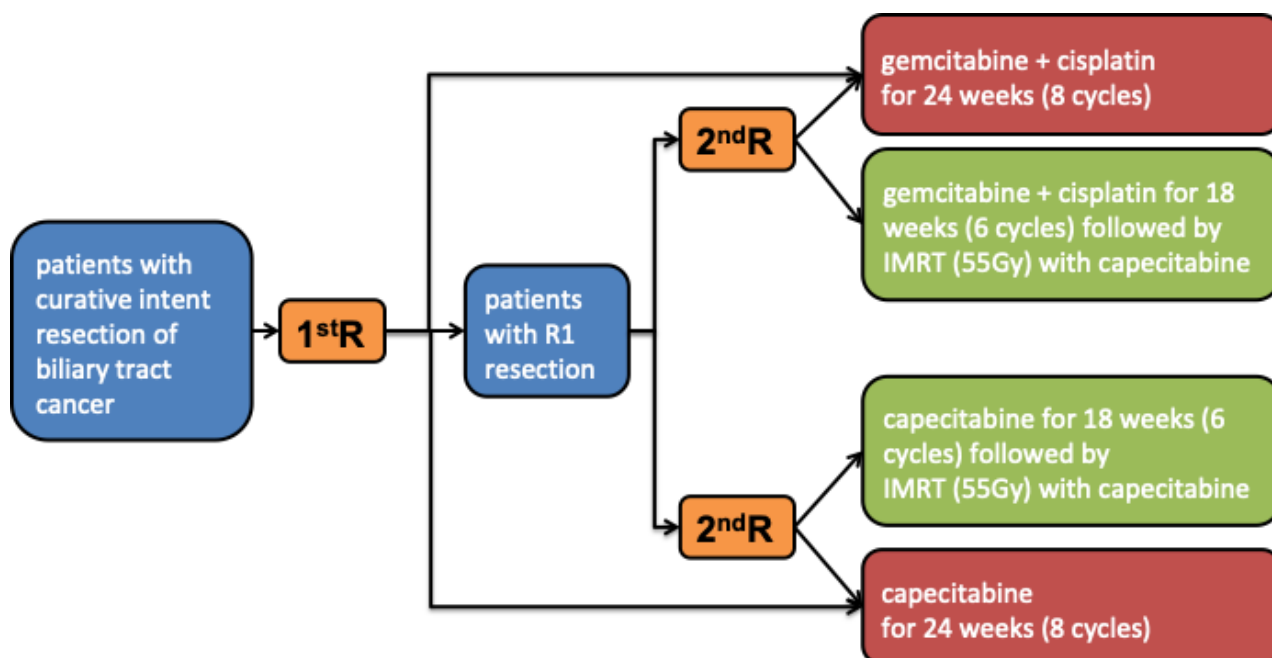 patients with
curative intent
resection of
biliary tract
cancer
1stR
patients
with R1
resection
2ndR
gemcitabine + cisplatin
for 24 weeks (8 cycles)
gemcitabine + cisplatin for 18
weeks (6 cycles) followed by
IMRT (55Gy) with capecitabine
2ndR
capecitabine for 18 weeks (6
cycles) followed by
IMRT (55Gy) with capecitabine
capecitabine
for 24 weeks (8 cycles)